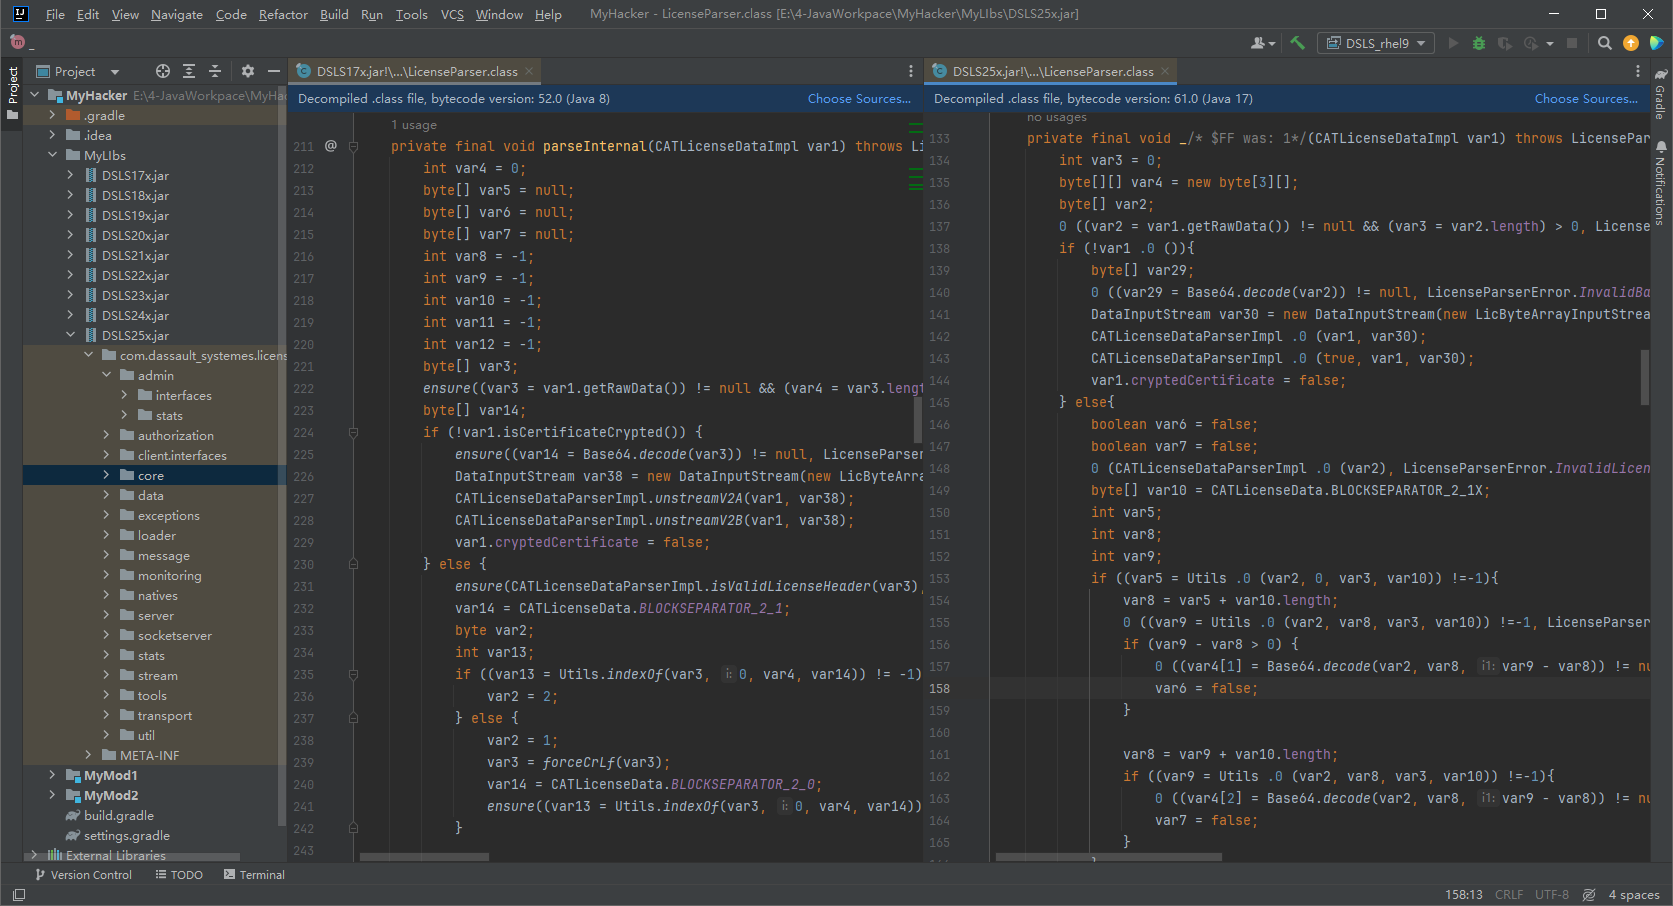 File Edit View Navigate Code Refactor Build Run Tools VCS Window Help MyHacker - LicenseParser.class [E:\4-JavaWorkpace\MyHacker\MyLIbs\DSLS25x.jar]
DSLS_rhel9
Project
Project
DSLS17x.jar!\...\LicenseParser.class
DSLS25x.jar!\...\LicenseParser.class
MyHacker E:\4-JavaWorkpace\MyHac
.gradle
.idea
MyLIbs
DSLS17x.jar
DSLS18x.jar
DSLS19x.jar
DSLS20x.jar
DSLS21x.jar
DSLS22x.jar
DSLS23x.jar
DSLS24x.jar
DSLS25x.jar
com.dassault_systemes.licens
admin
interfaces
stats
authorization
client.interfaces
core
data
exceptions
loader
message
monitoring
natives
server
socketserver
stats
stream
tools
transport
util
META-INF
MyMod1
MyMod2
build.gradle
settings.gradle
External Libraries
Decompiled .class file, bytecode version: 52.0 (Java 8) Choose Sources...
1 usage
211 @ private final void parseInternal(CATLicenseDataImpl var1) throws Li
212 int var4 = 0;
213 byte[] var5 = null;
214 byte[] var6 = null;
215 byte[] var7 = null;
216 int var8 = -1;
217 int var9 = -1;
218 int var10 = -1;
219 int var11 = -1;
220 int var12 = -1;
221 byte[] var3;
222 ensure((var3 = var1.getRawData()) != null && (var4 = var3.lengt
223 byte[] var14;
224 if (!var1.isCertificateCrypted()) {
225 ensure((var14 = Base64.decode(var3)) != null, LicenseParser
226 DataInputStream var38 = new DataInputStream(new LicByteArra
227 CATLicenseDataParserImpl.unstreamV2A(var1, var38);
228 CATLicenseDataParserImpl.unstreamV2B(var1, var38);
229 var1.cryptedCertificate = false;
230 } else {
231 ensure(CATLicenseDataParserImpl.isValidLicenseHeader(var3),
232 var14 = CATLicenseData.BLOCKSEPARATOR_2_1;
233 byte var2;
234 int var13;
235 if ((var13 = Utils.indexOf(var3, i: 0, var4, var14)) != -1)
236 var2 = 2;
237 } else {
238 var2 = 1;
239 var3 = forceCrLf(var3);
240 var14 = CATLicenseData.BLOCKSEPARATOR_2_0;
241 ensure((var13 = Utils.indexOf(var3, i: 0, var4, var14))
242 }
243
Decompiled .class file, bytecode version: 61.0 (Java 17) Choose Sources...
no usages
133 private final void _/* $FF was: 1*/(CATLicenseDataImpl var1) throws LicensePar
134 int var3 = 0;
135 byte[][] var4 = new byte[3][];
136 byte[] var2;
137 0 ((var2 = var1.getRawData()) != null && (var3 = var2.length) > 0, License
138 if (!var1 .0 ()){
139 byte[] var29;
140 0 ((var29 = Base64.decode(var2)) != null, LicenseParserError.InvalidBa
141 DataInputStream var30 = new DataInputStream(new LicByteArrayInputStrea
142 CATLicenseDataParserImpl .0 (var1, var30);
143 CATLicenseDataParserImpl .0 (true, var1, var30);
144 var1.cryptedCertificate = false;
145 } else{
146 boolean var6 = false;
147 boolean var7 = false;
148 0 (CATLicenseDataParserImpl .0 (var2), LicenseParserError.InvalidLicen
149 byte[] var10 = CATLicenseData.BLOCKSEPARATOR_2_1X;
150 int var5;
151 int var8;
152 int var9;
153 if ((var5 = Utils .0 (var2, 0, var3, var10)) !=-1){
154 var8 = var5 + var10.length;
155 0 ((var9 = Utils .0 (var2, var8, var3, var10)) !=-1, LicenseParser
156 if (var9 - var8 > 0) {
157 0 ((var4[1] = Base64.decode(var2, var8, i1: var9 - var8)) != nu
158 var6 = false;
159 }
160
161 var8 = var9 + var10.length;
162 if ((var9 = Utils .0 (var2, var8, var3, var10)) !=-1){
163 0 ((var4[2] = Base64.decode(var2, var8, i1: var9 - var8)) != nu
164 var7 = false;
165 }
Gradle
Notifications
Version Control TODO Terminal
158:13 CRLF UTF-8 4 spaces